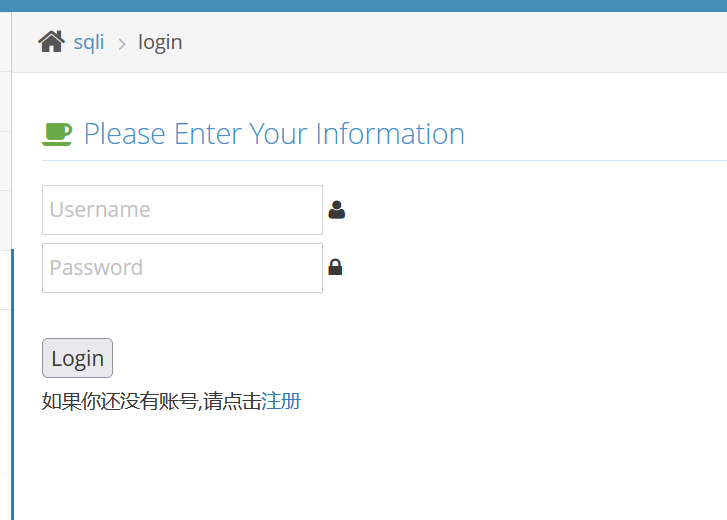 sqli > login
Please Enter Your Information
Username
Password
Login
如果你还没有账号,请点击注册